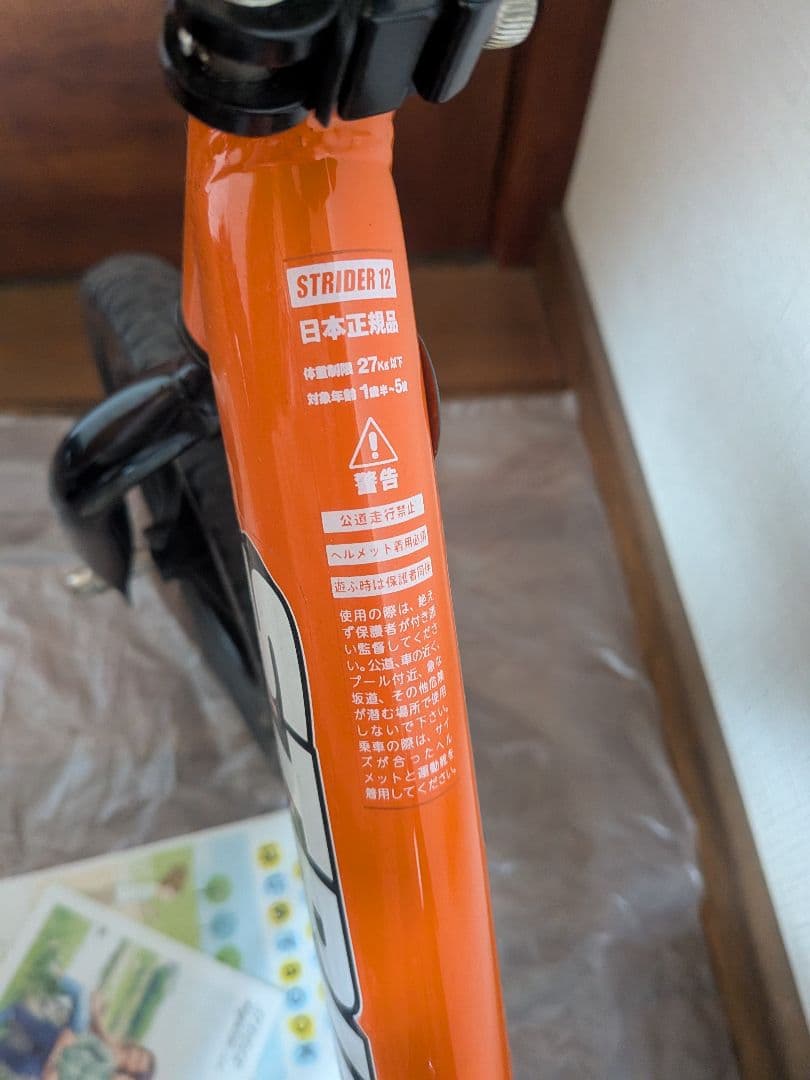 STRIDER 12
日本正規品
体重制限 27Kg以下
対象年齢 1歳半~5歳
警告
公道走行禁止
ヘルメット着用必須
遊ぶ時は保護者同伴
使用の際は、絶え
ず保護者が付き添
い監督してくださ
い。公道、車の近く、
プール付近、急な
坂道、その他危険
が潜む場所で使用
しないで下さい。
乗車の際は、サイ
ズが合ったヘル
メットと運動靴を
着用してください。